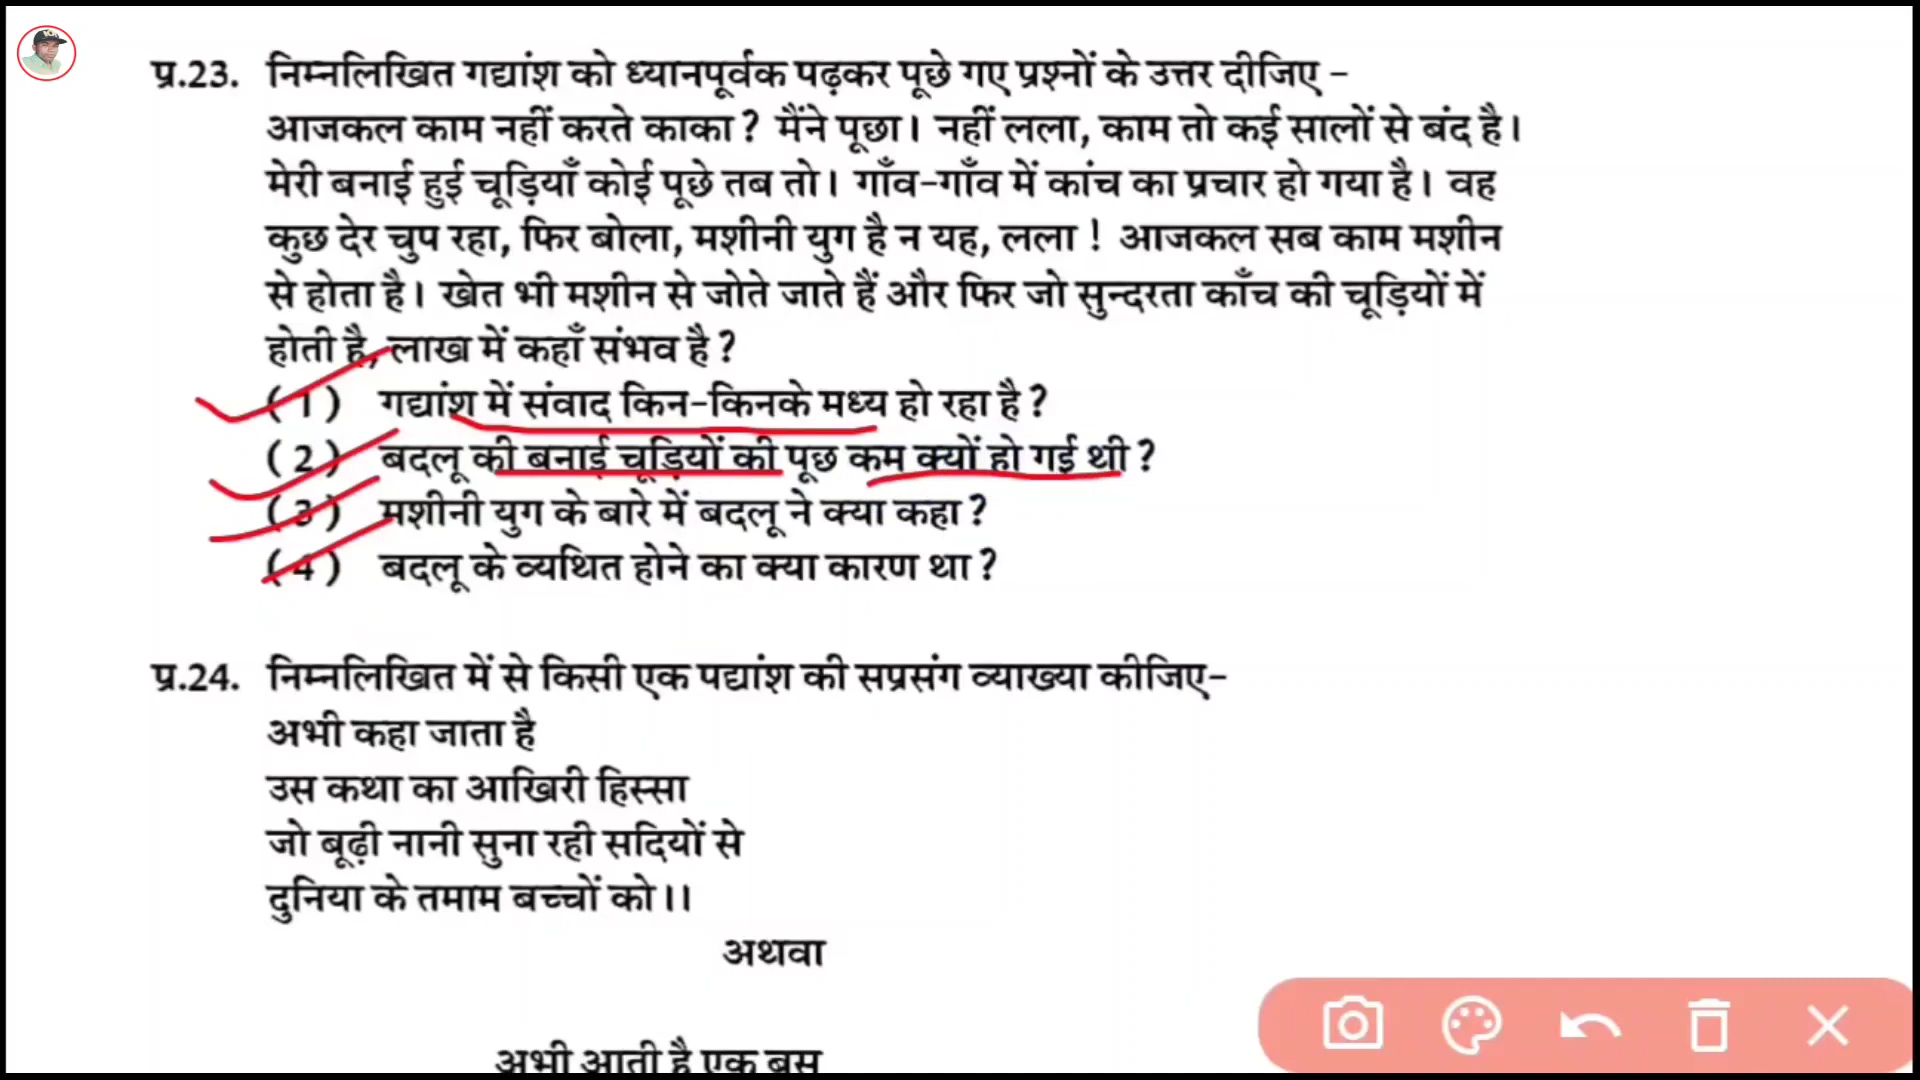 प्र.23. निम्नलिखित गद्यांश को ध्यानपूर्वक पढ़कर पूछे गए प्रश्नों के उत्तर दीजिए –
आजकल काम नहीं करते काका ? मैंने पूछा। नहीं लला, काम तो कई सालों से बंद है।
मेरी बनाई हुई चूड़ियाँ कोई पूछे तब तो। गाँव-गाँव में कांच का प्रचार हो गया है। वह
कुछ देर चुप रहा, फिर बोला, मशीनी युग है न यह, लला ! आजकल सब काम मशीन
से होता है। खेत भी मशीन से जोते जाते हैं और फिर जो सुन्दरता काँच की चूड़ियों में
होती है, लाख में कहाँ संभव है ?
( 1 ) गद्यांश में संवाद किन-किनके मध्य हो रहा है ?
( 2 ) बदलू की बनाई चूड़ियों की पूछ कम क्यों हो गई थी ?
( 3 ) मशीनी युग के बारे में बदलू ने क्या कहा ?
( 4 ) बदलू के व्यथित होने का क्या कारण था ?
प्र.24. निम्नलिखित में से किसी एक पद्यांश की सप्रसंग व्याख्या कीजिए–
अभी कहा जाता है
उस कथा का आखिरी हिस्सा
जो बूढ़ी नानी सुना रही सदियों से
दुनिया के तमाम बच्चों को।।
अथवा
अभी आती है एक बस